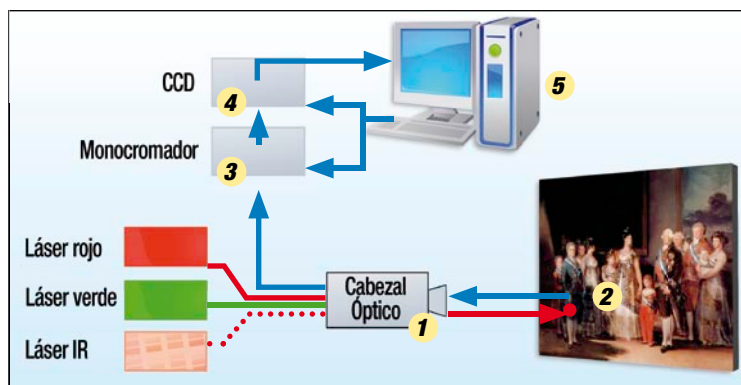 CCD
4
5
Monocromador
3
Láser rojo
Láser verde
Cabezal
Óptico
2
1
Láser IR